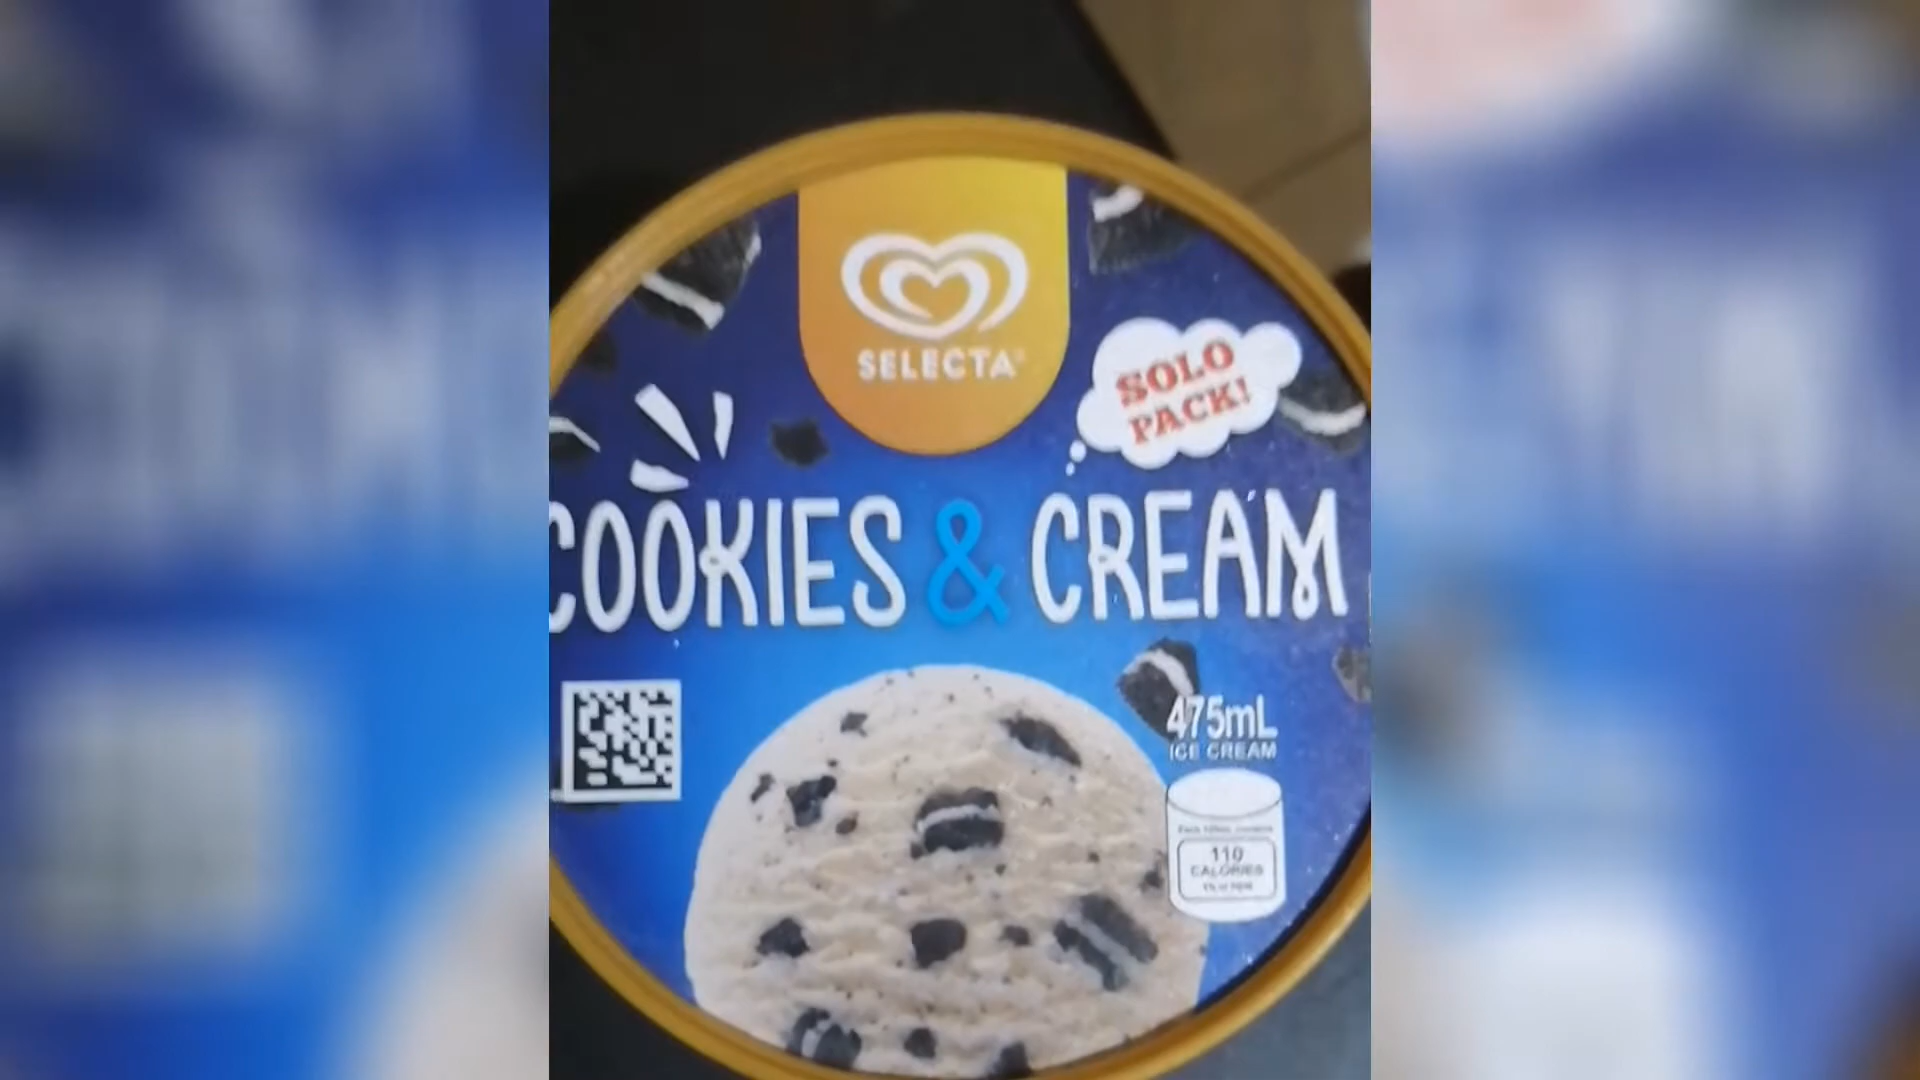 SELECTA
SOLO
PACK!
COOKIES & CREAM
475mL
ICE CREAM
110
CALORIES